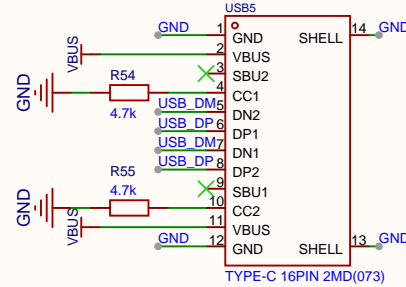 USB5
GND 1 GND SHELL 14 GND
VBUS 2 VBUS
3 SBU2
GND R54 4.7k 4 CC1
USB_DM 5 DN2
USB_DP 6 DP1
USB_DM 7 DN1
USB_DP 8 DP2
9 SBU1
GND R55 4.7k 10 CC2
VBUS 11 VBUS
GND 12 GND SHELL 13 GND
TYPE-C 16PIN 2MD(073)